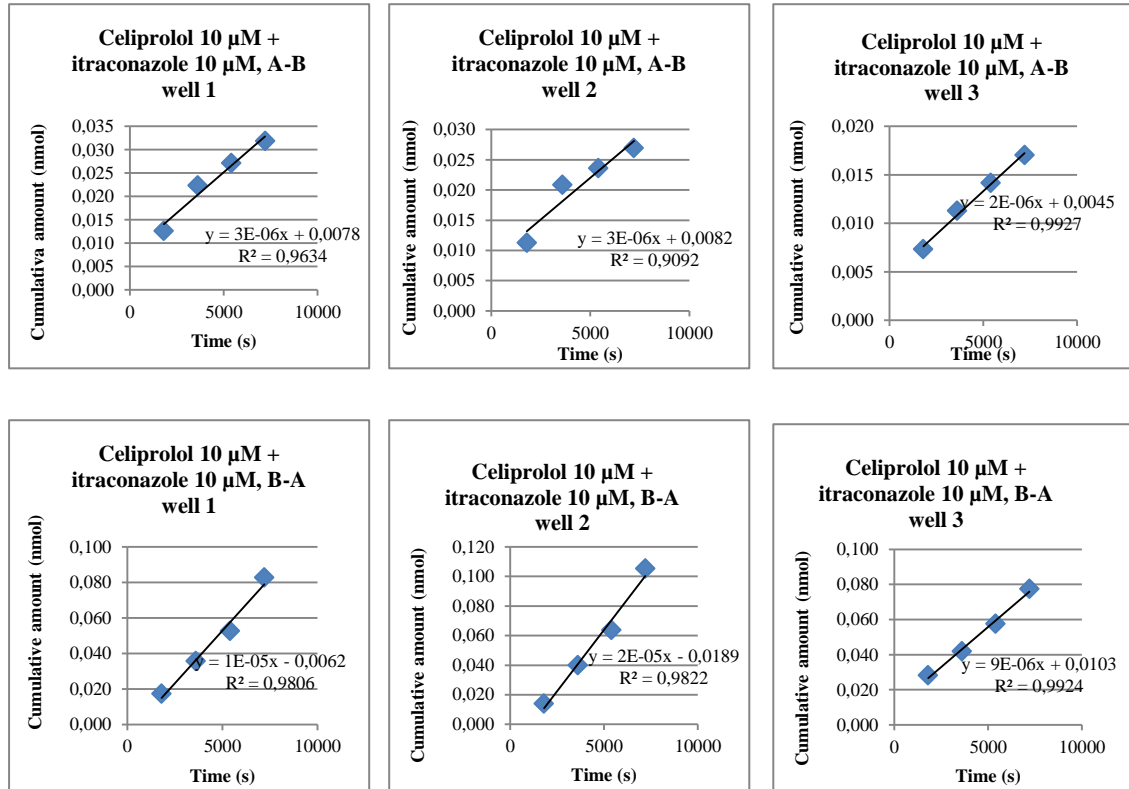 Celiprolol 10 µM +
itraconazole 10 µM, A-B
well 1
Cumulativa amount (nmol)
0,035
0,030
0,025
0,020
0,015
0,010
0,005
0,000
y = 3E-06x + 0,0078
R² = 0,9634
0
5000
10000
Time (s)
Celiprolol 10 µM +
itraconazole 10 µM, A-B
well 2
Cumulative amount (nmol)
0,030
0,025
0,020
0,015
0,010
0,005
0,000
y = 3E-06x + 0,0082
R² = 0,9092
0
5000
10000
Time (s)
Celiprolol 10 µM +
itraconazole 10 µM, A-B
well 3
Cumulative amount (nmol)
0,020
0,015
0,010
0,005
0,000
y = 2E-06x + 0,0045
R² = 0,9927
0
5000
10000
Time (s)
Celiprolol 10 µM +
itraconazole 10 µM, B-A
well 1
Cumulative amount (nmol)
0,100
0,080
0,060
0,040
0,020
0,000
y = 1E-05x - 0,0062
R² = 0,9806
0
5000
10000
Time (s)
Celiprolol 10 µM +
itraconazole 10 µM, B-A
well 2
Cumulative amount (nmol)
0,120
0,100
0,080
0,060
0,040
0,020
0,000
y = 2E-05x - 0,0189
R² = 0,9822
0
5000
10000
Time (s)
Celiprolol 10 µM +
itraconazole 10 µM, B-A
well 3
Cumulative amount (nmol)
0,100
0,080
0,060
0,040
0,020
0,000
y = 9E-06x + 0,0103
R² = 0,9924
0
5000
10000
Time (s)